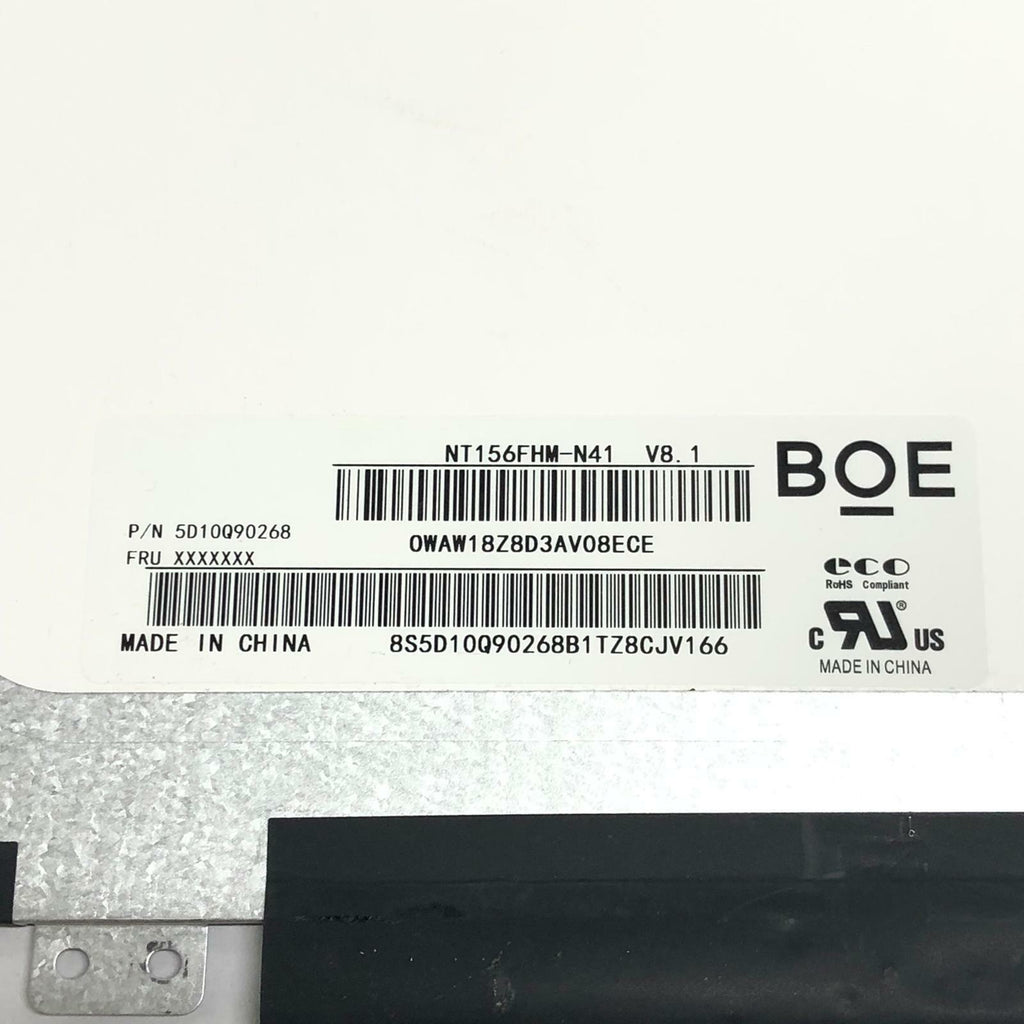 NT156FHM-N41 V8.1
BOE
P/N 5D10Q90268
0WAW18Z8D3AV08ECE
FRU XXXXXXX
eco
RoHS Compliant
MADE IN CHINA
8S5D10Q90268B1TZ8CJV166
C RU® US
MADE IN CHINA